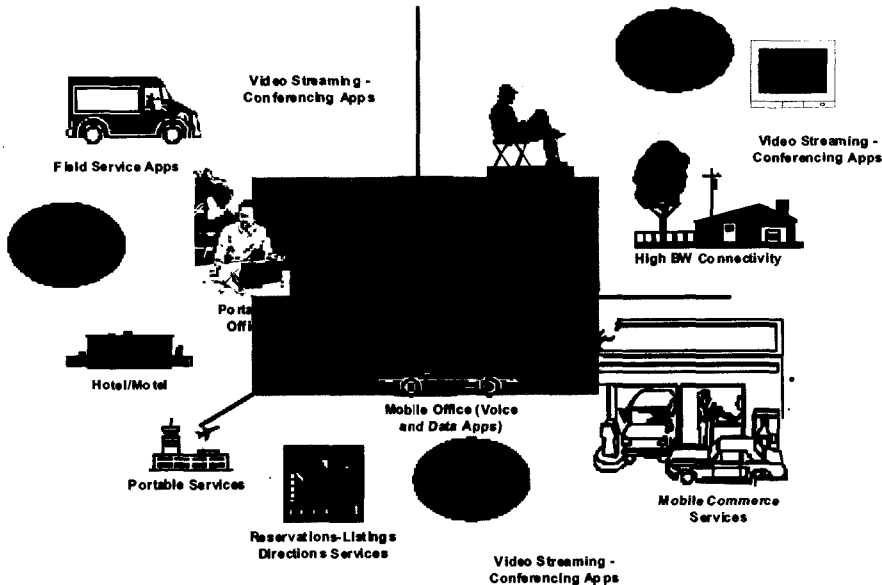 Video Streaming -
Conferencing Apps
Field Service Apps
Video Streaming -
Conferencing Apps
High BW Connectivity
Hotel/Motel
Mobile Office (Voice
and Data Apps)
Portable Services
Mobile Commerce
Services
Reservations-Listings
Directions Services
Video Streaming -
Conferencing Apps